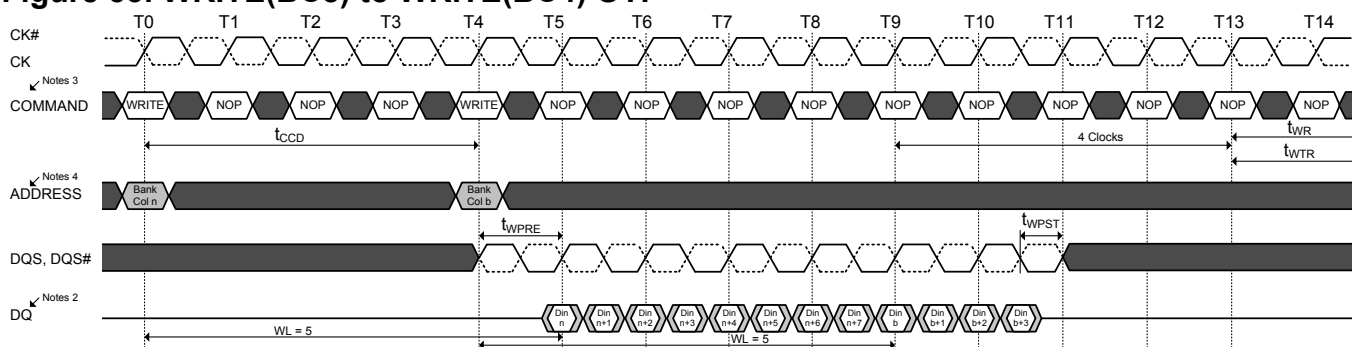 Figure WRITE(BC8) to WRITE(BC4) OTF
T0 T1 T2 T3 T4 T5 T6 T7 T8 T9 T10 T11 T12 T13 T14
CK#
CK
Notes 3
COMMAND WRITE NOP NOP NOP WRITE NOP NOP NOP NOP NOP NOP NOP NOP NOP NOP
tCCD 4 Clocks tWR
tWTR
Notes 4
ADDRESS Bank Col n Bank Col b
tWPRE tWPST
DQS, DQS#
Notes 2
DQ Din n Din n+1 Din n+2 Din n+3 Din n+4 Din n+5 Din n+6 Din n+7 Din b Din b+1 Din b+2 Din b+3
WL = 5 WL = 5